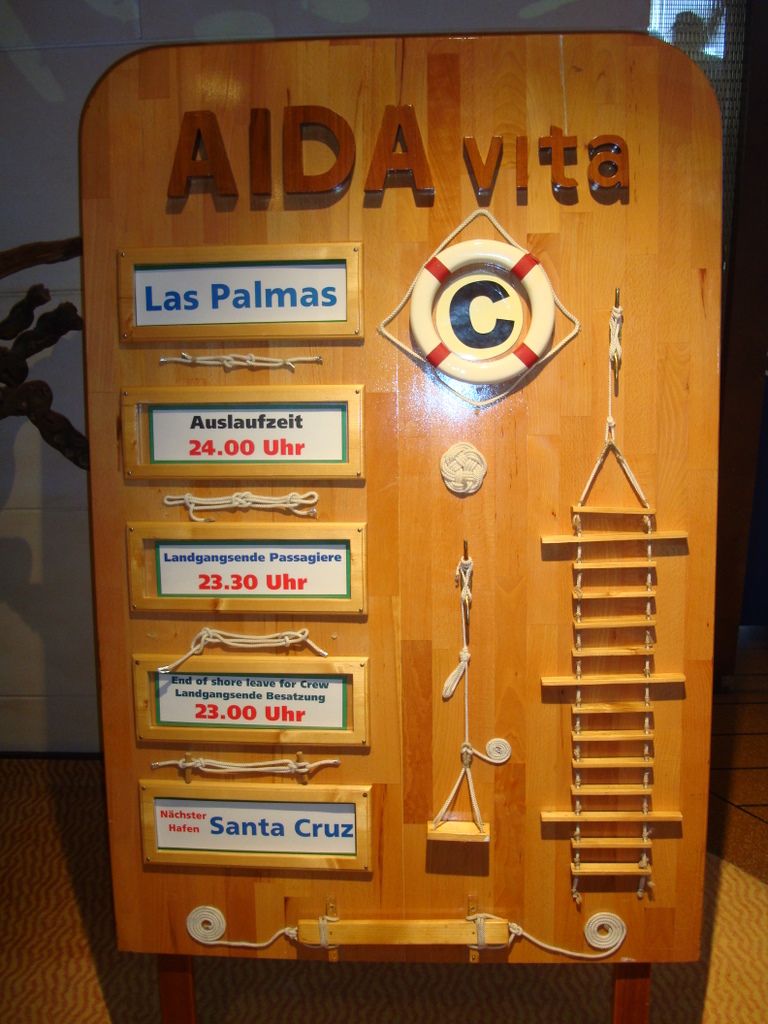 AIDA vita
Las Palmas
C
Auslaufzeit
24.00 Uhr
Landgangsende Passagiere
23.30 Uhr
End of shore leave for Crew
Landgangsende Besatzung
23.00 Uhr
Nächster
Hafen
Santa Cruz